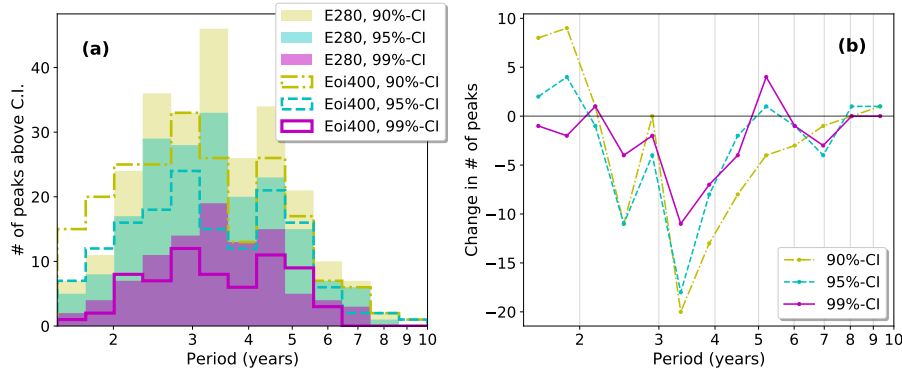 (a)
E280, 90%-CI
E280, 95%-CI
E280, 99%-CI
Eoi400, 90%-CI
Eoi400, 95%-CI
Eoi400, 99%-CI
# of peaks above C.I.
40
30
20
10
0
2 3 4 5 6 7 8 9 10
Period (years)
(b)
Change in # of peaks
10
5
0
−5
−10
−15
−20
90%-CI
95%-CI
99%-CI
2 3 4 5 6 7 8 9 10
Period (years)